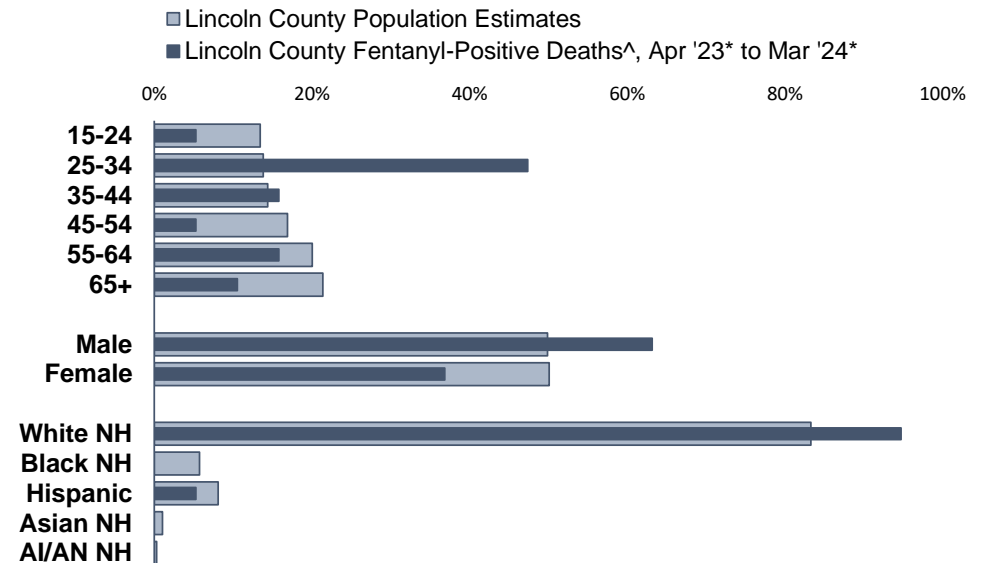 Lincoln County Population Estimates
Lincoln County Fentanyl-Positive Deaths^, Apr '23* to Mar '24*
0% 20% 40% 60% 80% 100%
15-24
25-34
35-44
45-54
55-64
65+
Male
Female
White NH
Black NH
Hispanic
Asian NH
AI/AN NH